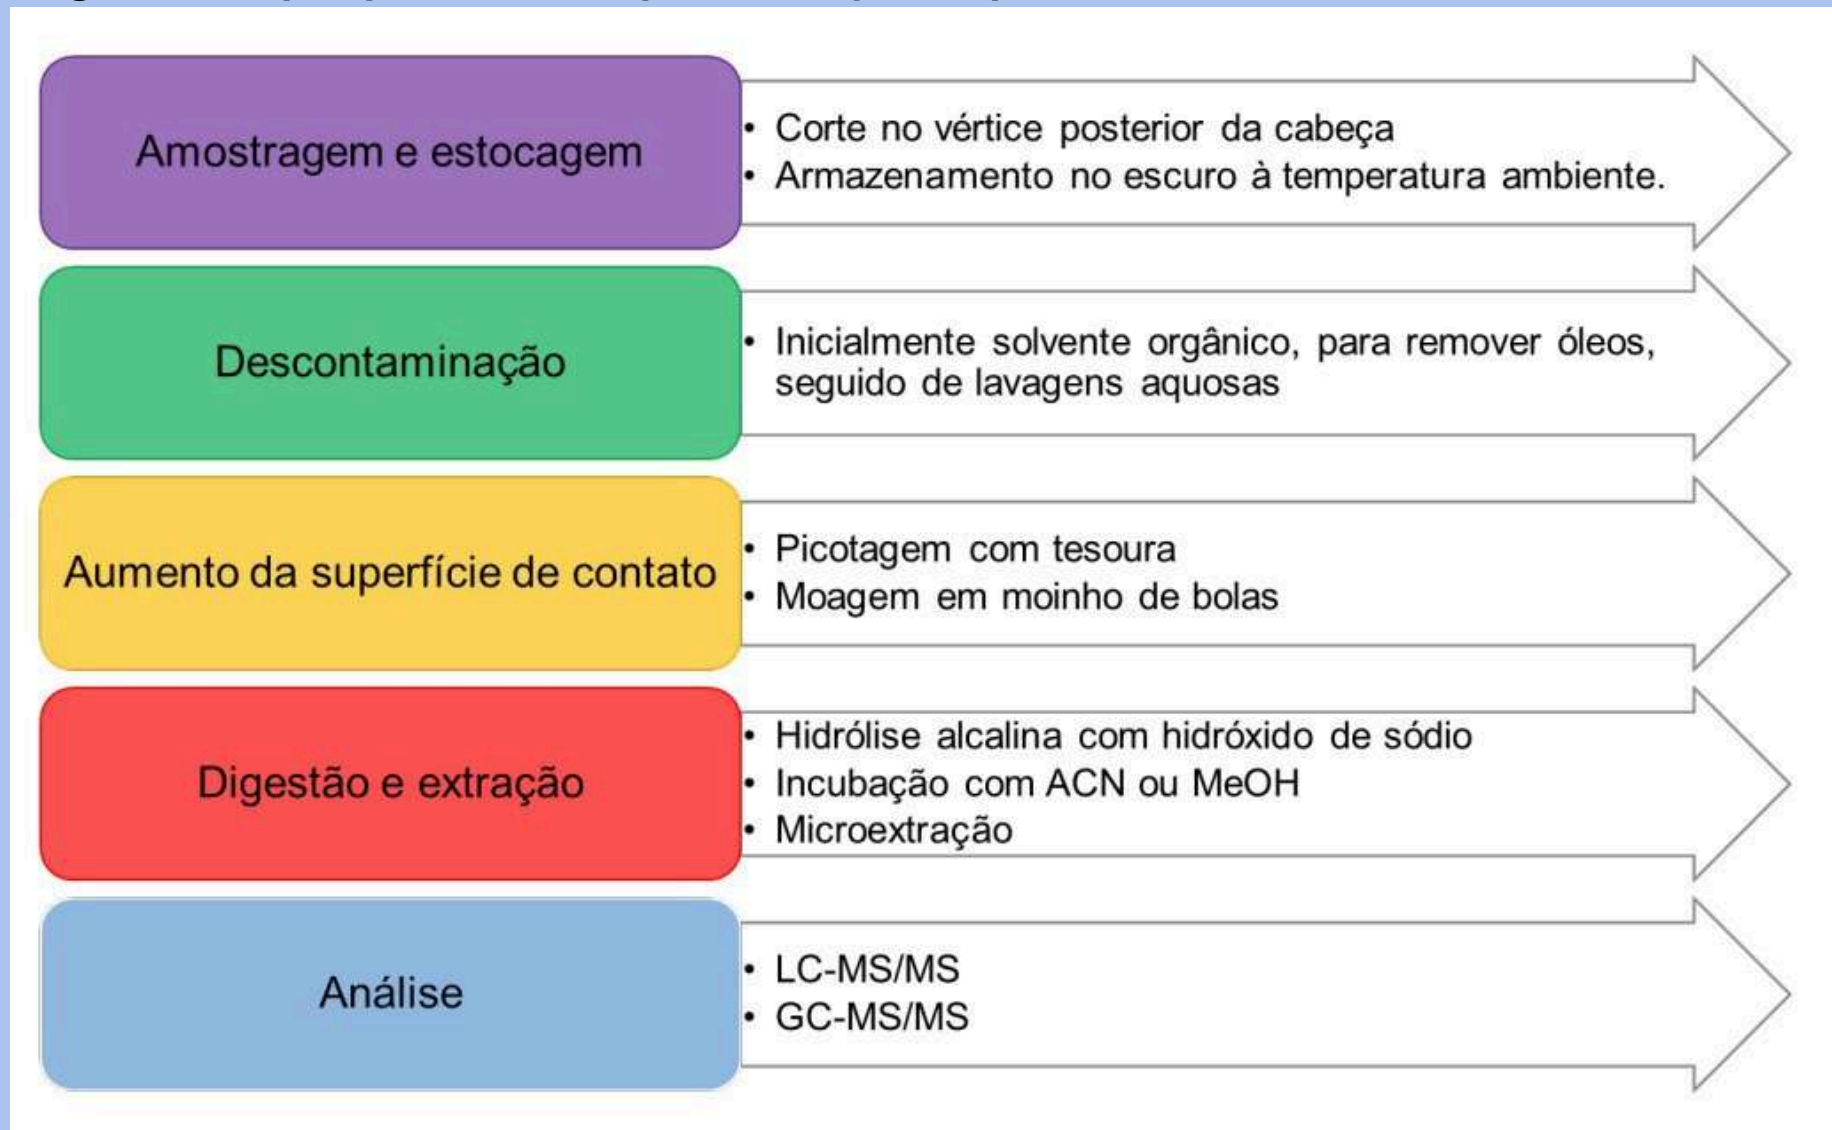 Amostragem e estocagem
• Corte no vértice posterior da cabeça
• Armazenamento no escuro à temperatura ambiente.
Descontaminação
• Inicialmente solvente orgânico, para remover óleos,
seguido de lavagens aquosas
Aumento da superfície de contato
• Picotagem com tesoura
• Moagem em moinho de bolas
Digestão e extração
• Hidrólise alcalina com hidróxido de sódio
• Incubação com ACN ou MeOH
• Microextração
Análise
• LC-MS/MS
• GC-MS/MS